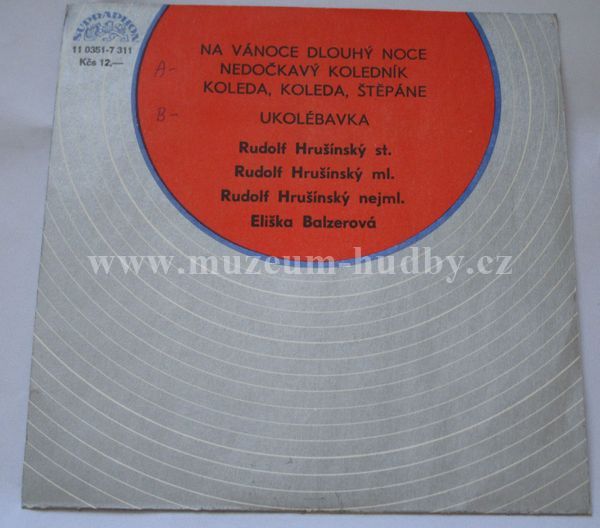 SUPRAPHON
11 0351-7 311
Kčs 12,—
NA VÁNOCE DLOUHÝ NOCE
A- NEDOČKAVÝ KOLEDNÍK
KOLEDA, KOLEDA, ŠTĚPÁNE
B- UKOLÉBAVKA
Rudolf Hrušínský st.
Rudolf Hrušínský ml.
Rudolf Hrušínský nejml.
Eliška Balzerová
www.muzeum-hudby.cz